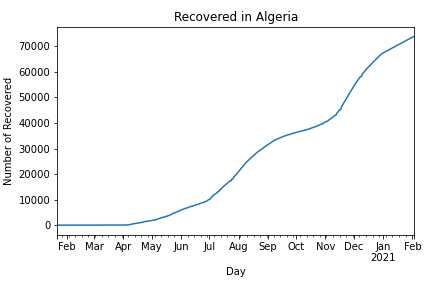 Recovered in Algeria
Number of Recovered
70000
60000
50000
40000
30000
20000
10000
0
Feb Mar Apr May Jun Jul Aug Sep Oct Nov Dec Jan Feb
2021
Day